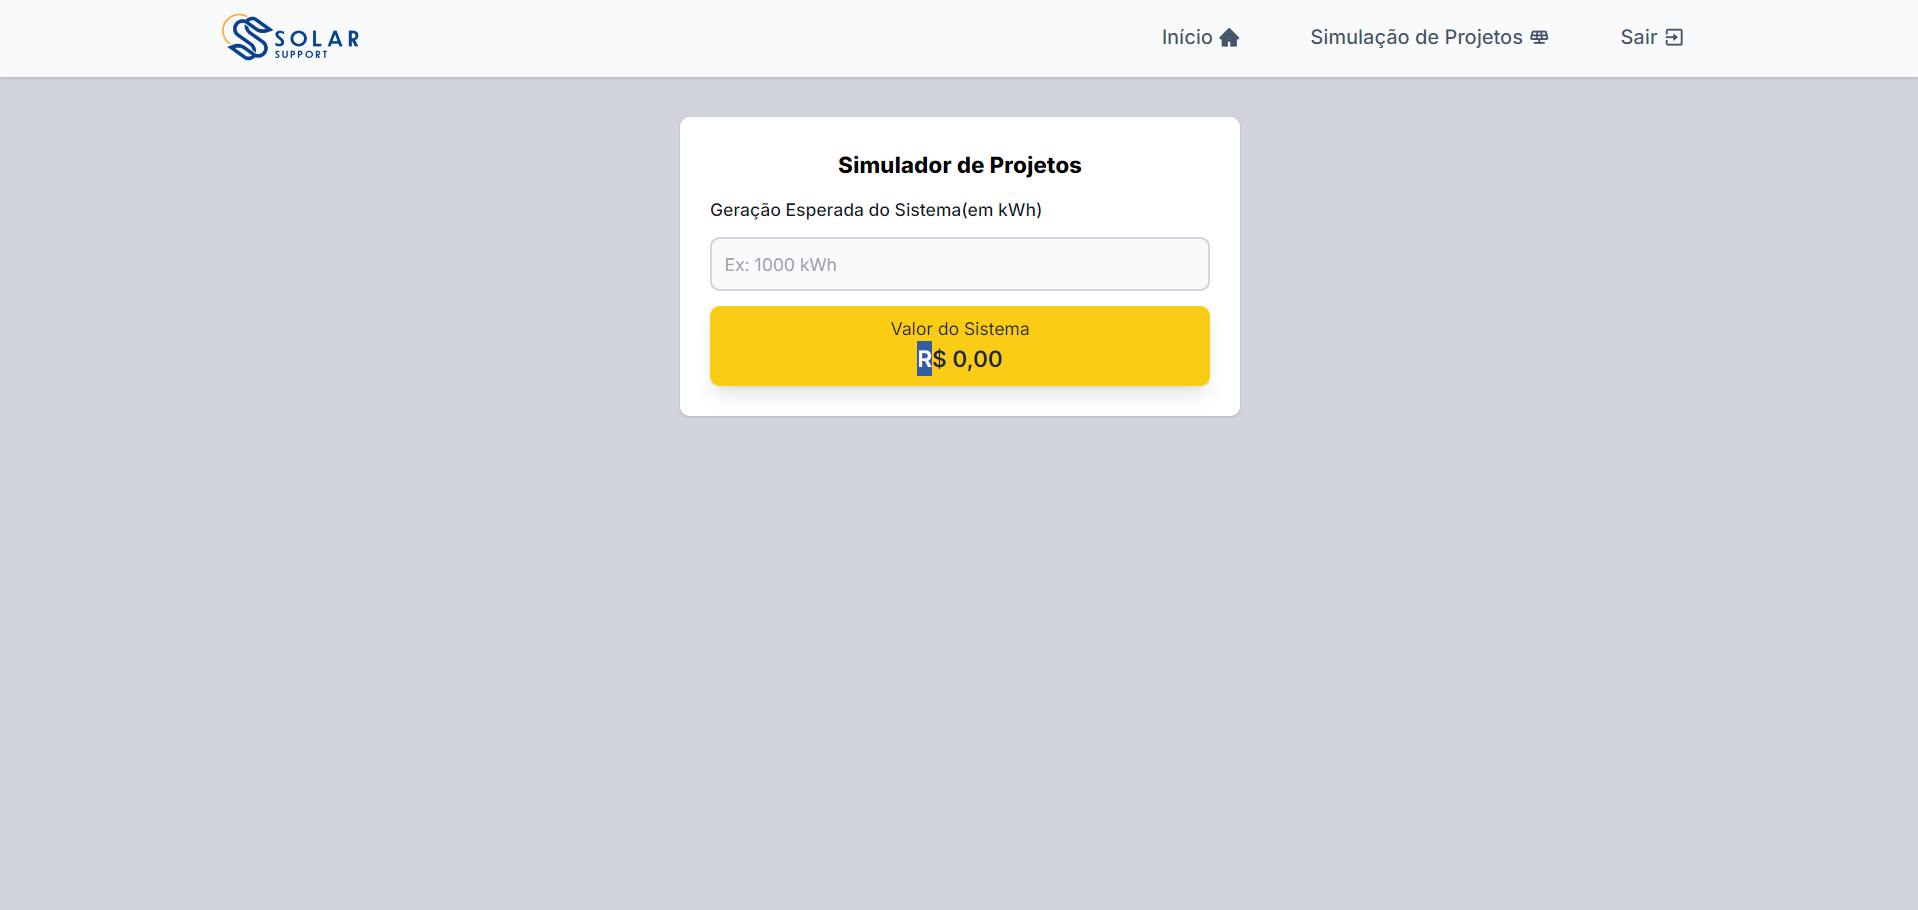 SOLAR
SUPPORT
Início
Simulação de Projetos
Sair
Simulador de Projetos
Geração Esperada do Sistema(em kWh)
Ex: 1000 kWh
Valor do Sistema
R$ 0,00